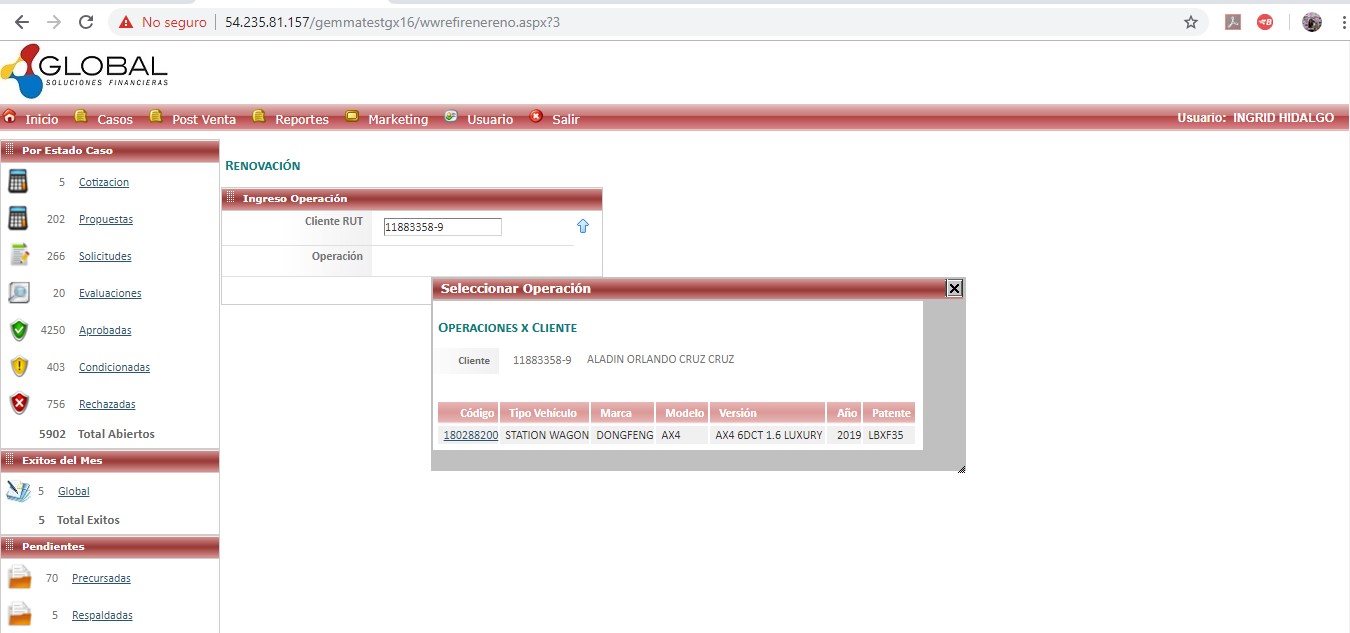 No seguro | 54.235.81.157/gemmatestgx16/wwrefirenereno.aspx?3
GLOBAL
SOLUCIONES FINANCIERAS
Inicio Casos Post Venta Reportes Marketing Usuario Salir Usuario: INGRID HIDALGO
Por Estado Caso
5 Cotizacion
202 Propuestas
266 Solicitudes
20 Evaluaciones
4250 Aprobadas
403 Condicionadas
756 Rechazadas
5902 Total Abiertos
Exitos del Mes
5 Global
5 Total Exitos
Pendientes
70 Precursadas
5 Respaldadas
RENOVACIÓN
Ingreso Operación
Cliente RUT 11883358-9
Operación
Seleccionar Operación
OPERACIONES X CLIENTE
Cliente 11883358-9 ALADIN ORLANDO CRUZ CRUZ
Código Tipo Vehículo Marca Modelo Versión Año Patente
180288200 STATION WAGON DONGFENG AX4 AX4 6DCT 1.6 LUXURY 2019 LBXF35